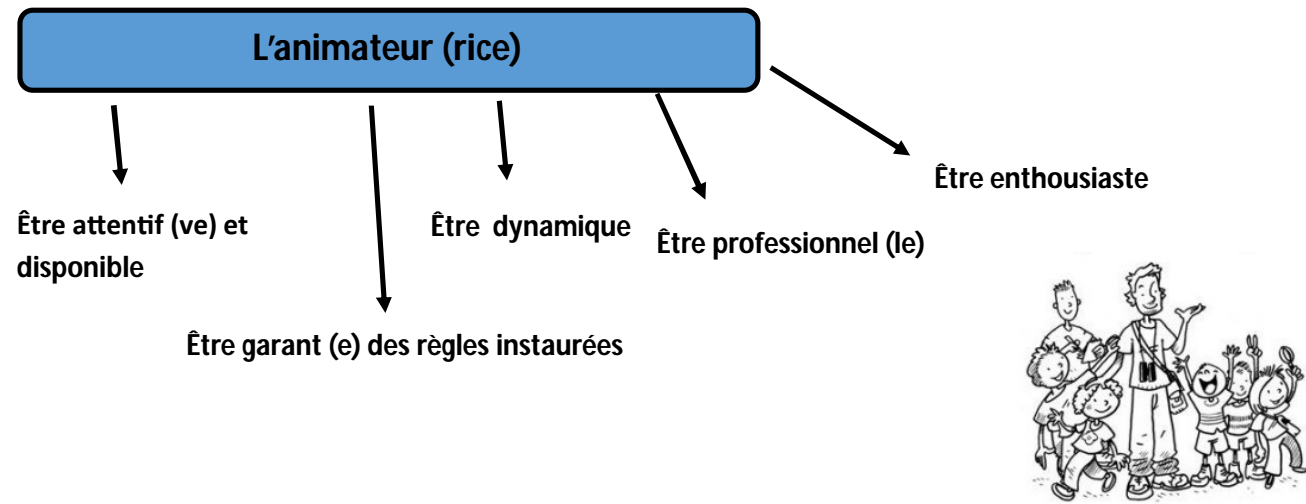 L'animateur (rice)
Être attentif (ve) et
disponible
Être garant (e) des règles instaurées
Être  dynamique
Être professionnel (le)
Être enthousiaste